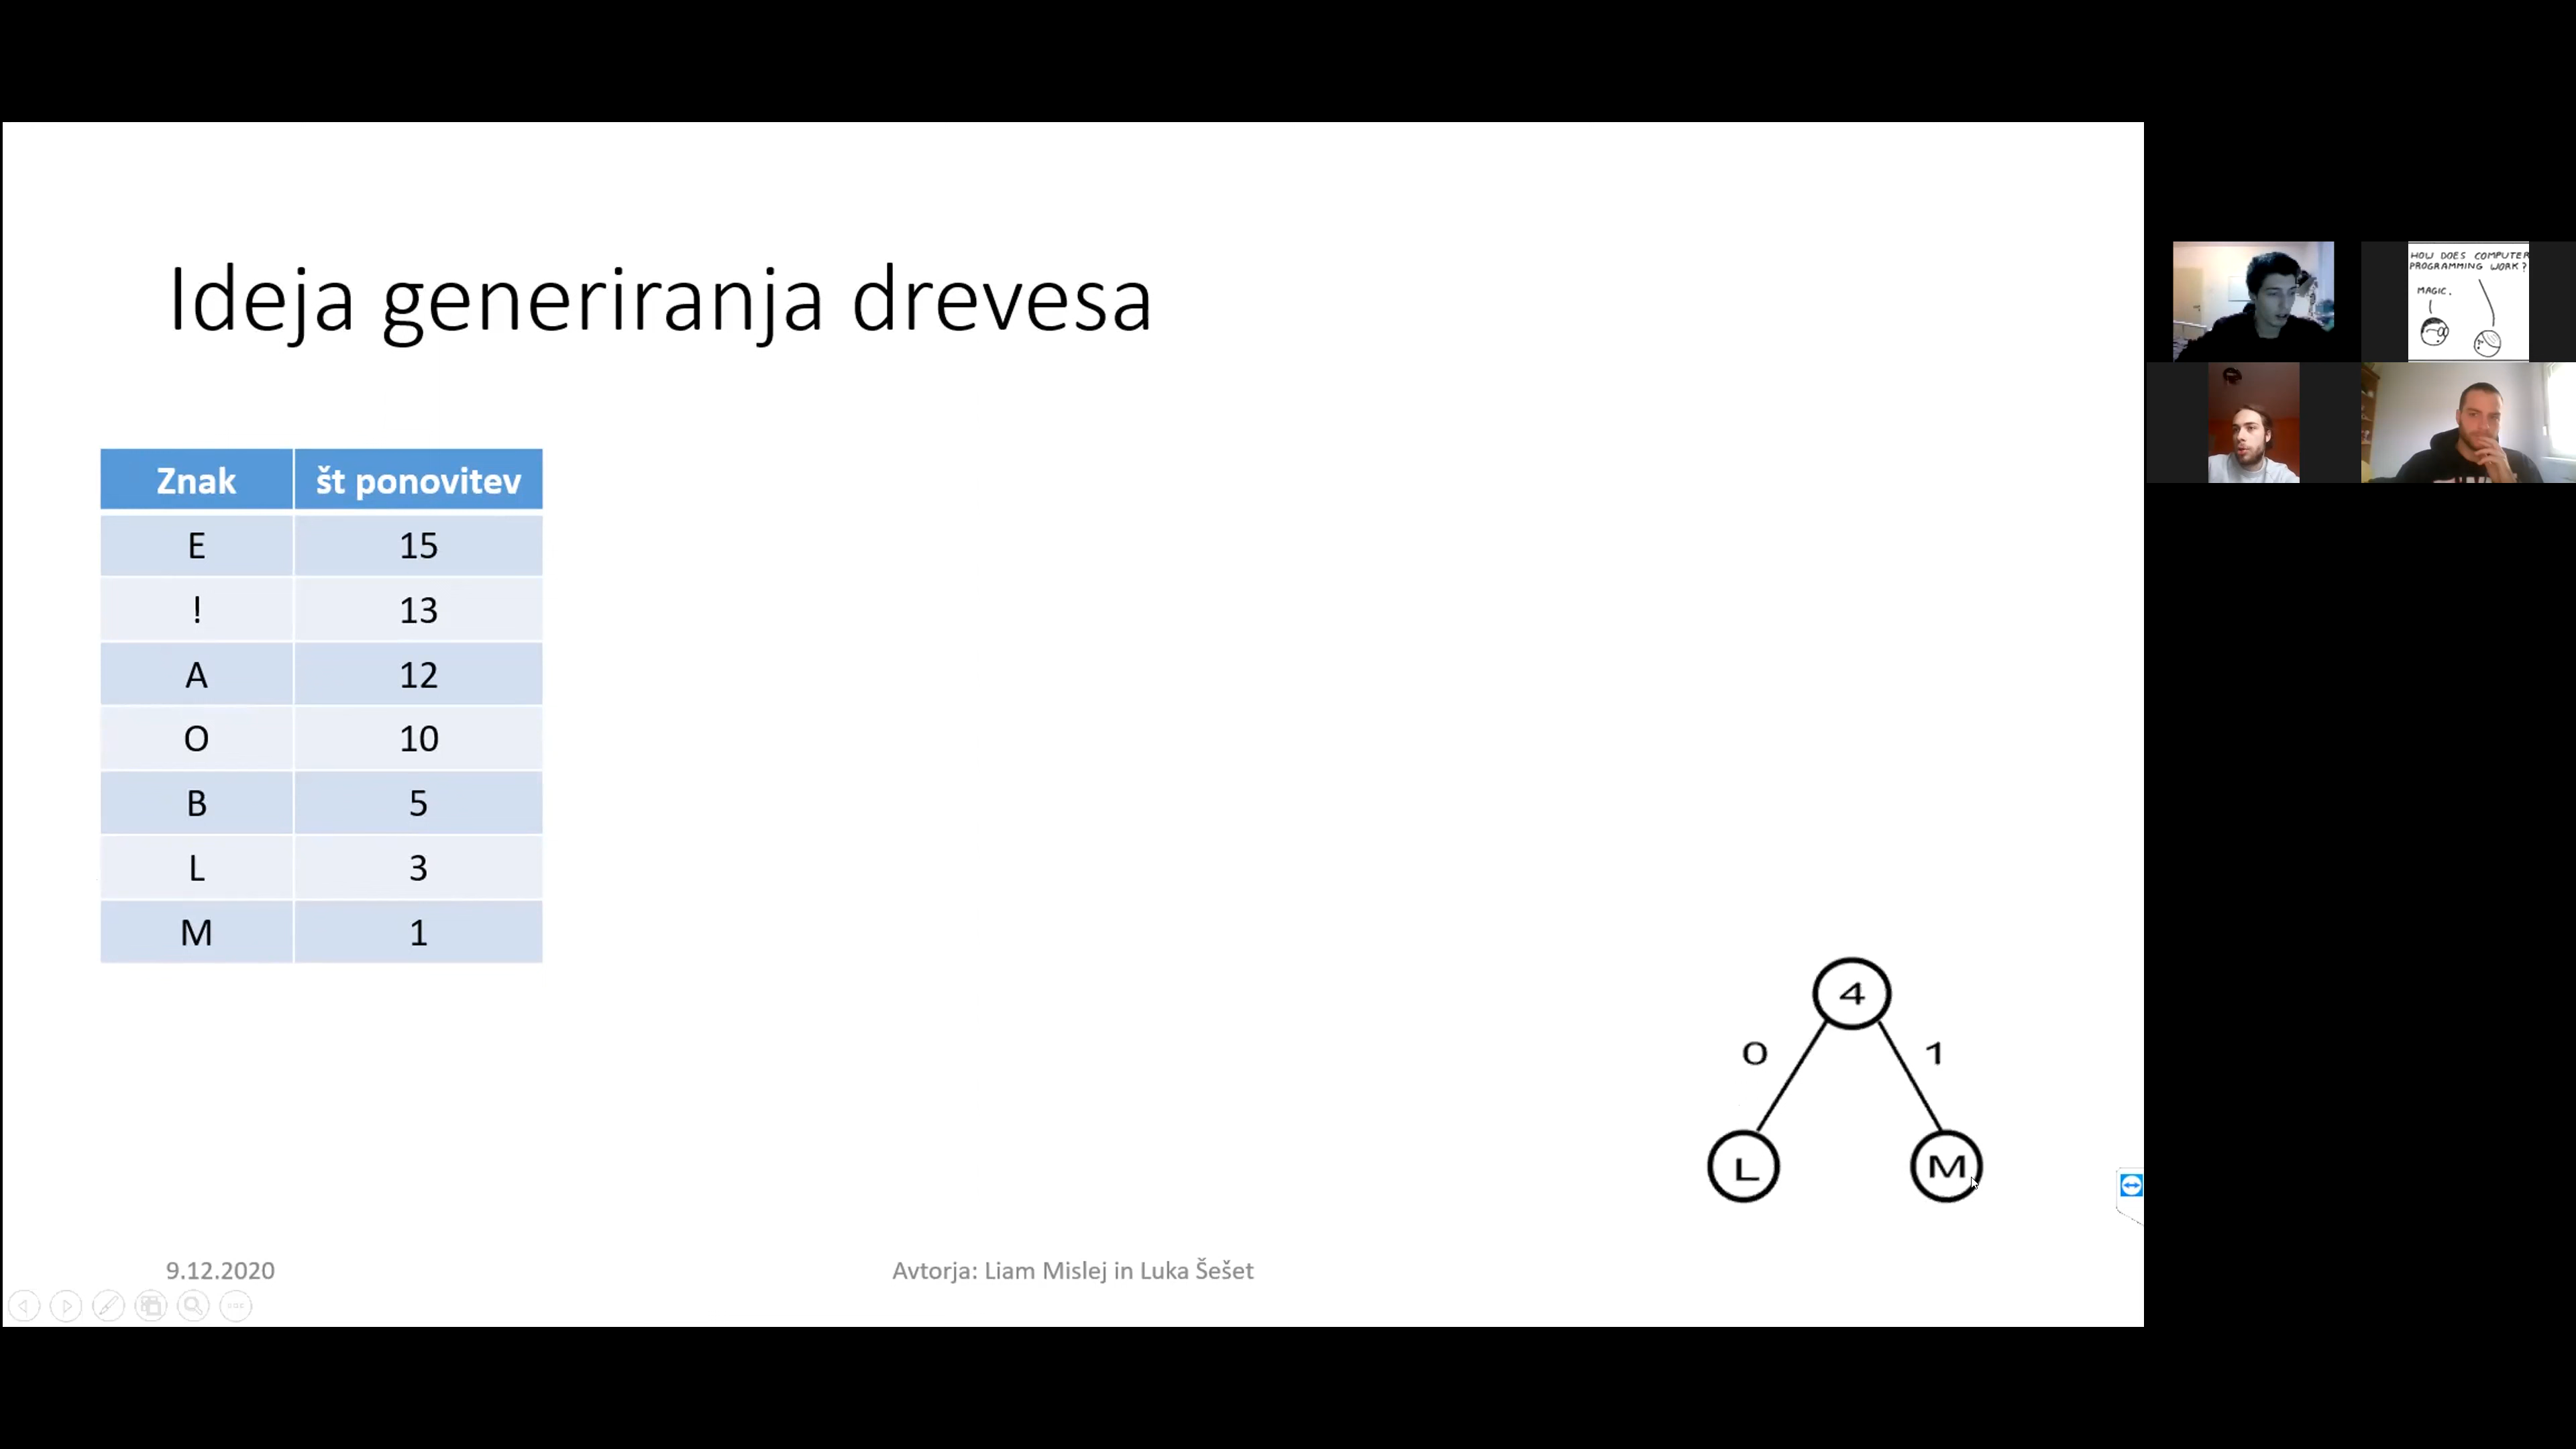 Ideja generiranja drevesa
Znak št ponovitev
E 15
! 13
A 12
O 10
B 5
L 3
M 1
4
0 1
L M
9.12.2020
Avtorja: Liam Mislej in Luka Šešet
HOW DOES COMPUTER
PROGRAMMING WORK?
MAGIC.